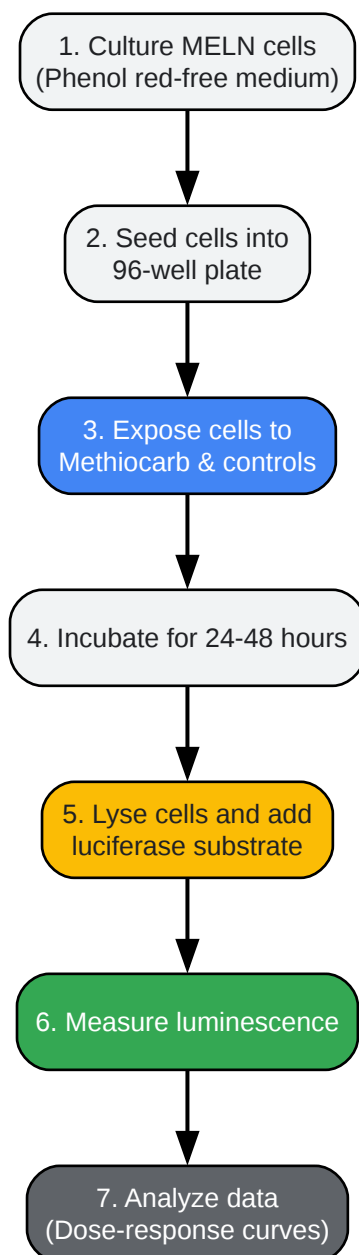 1. Culture MELN cells
(Phenol red-free medium)
2. Seed cells into
96-well plate
3. Expose cells to
Methiocarb & controls
4. Incubate for 24-48 hours
5. Lyse cells and add
luciferase substrate
6. Measure luminescence
7. Analyze data
(Dose-response curves)